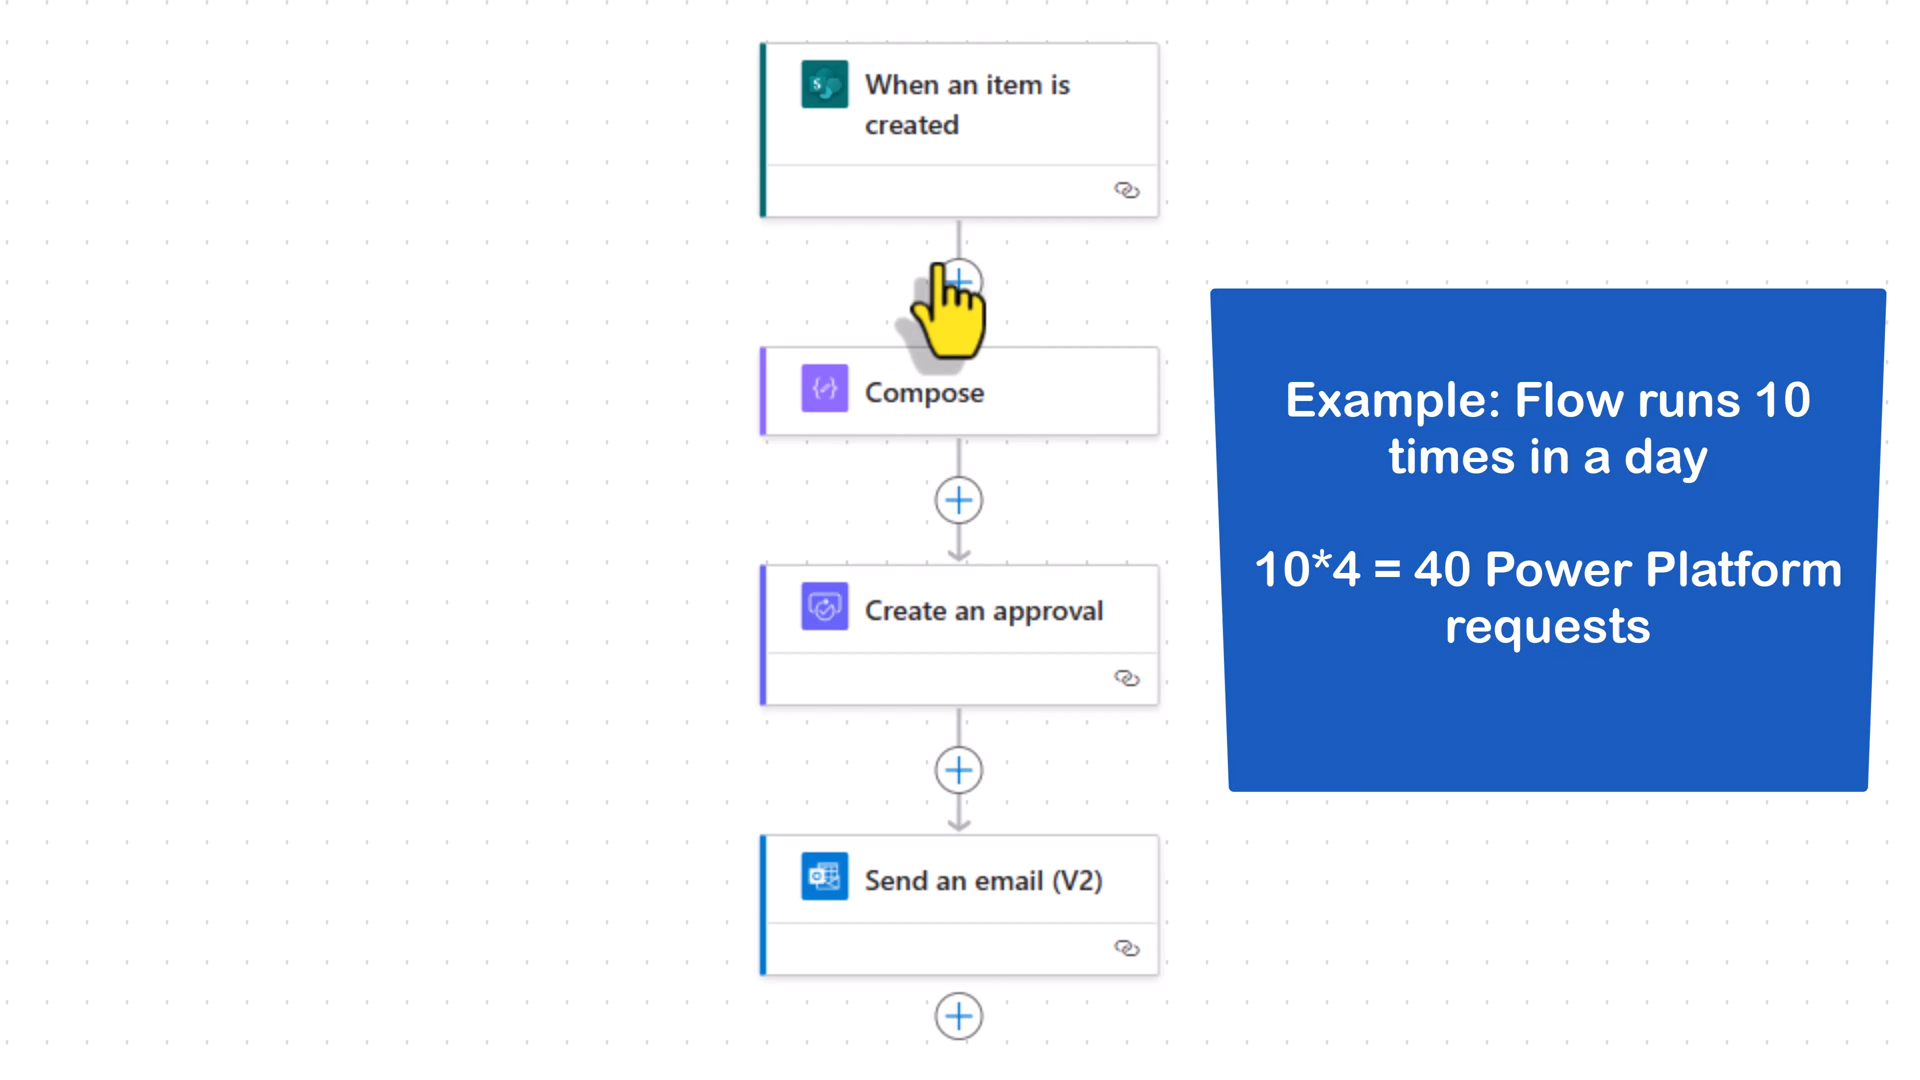 When an item is
created
Compose
Example: Flow runs 10
times in a day
10*4 = 40 Power Platform
requests
Create an approval
Send an email (V2)